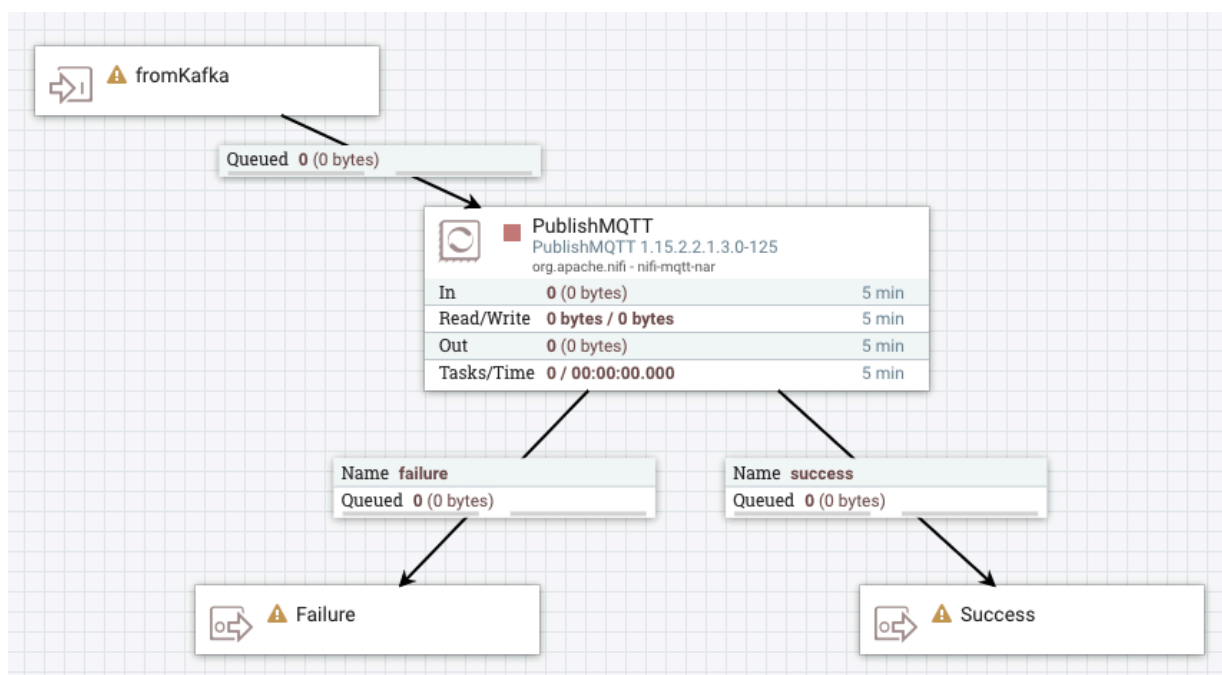 fromKafka
Queued 0 (0 bytes)
PublishMQTT
PublishMQTT 1.15.2.2.1.3.0-125
org.apache.nifi - nifi-mqtt-nar
In 0 (0 bytes) 5 min
Read/Write 0 bytes / 0 bytes 5 min
Out 0 (0 bytes) 5 min
Tasks/Time 0 / 00:00:00.000 5 min
Name failure
Queued 0 (0 bytes)
Name success
Queued 0 (0 bytes)
Failure
Success